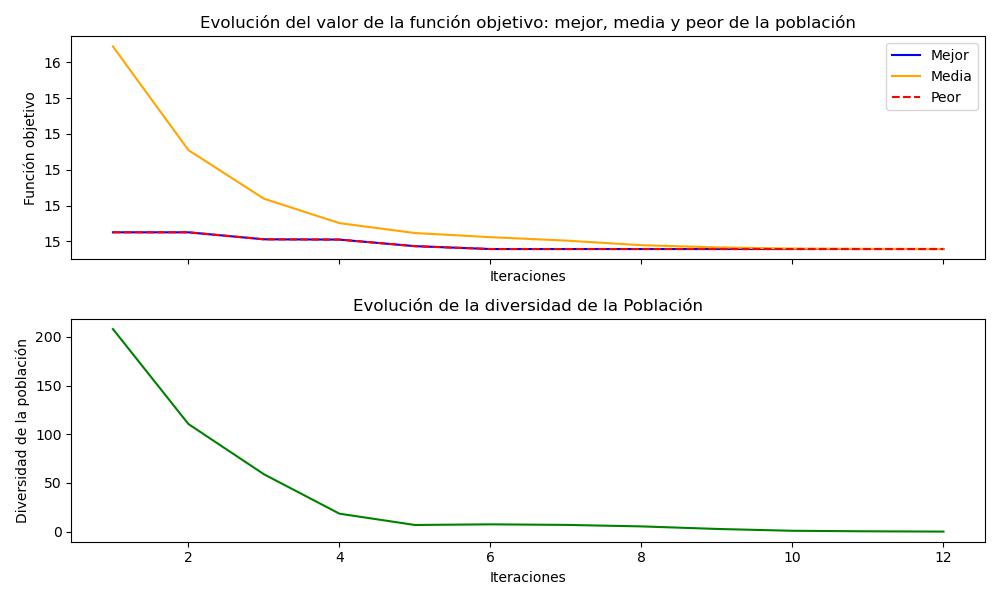 Evolución del valor de la función objetivo: mejor, media y peor de la población
16
15
15
15
15
15
Función objetivo
Mejor
Media
Peor
Iteraciones
Evolución de la diversidad de la Población
200
150
100
50
0
Diversidad de la población
2
4
6
8
10
12
Iteraciones